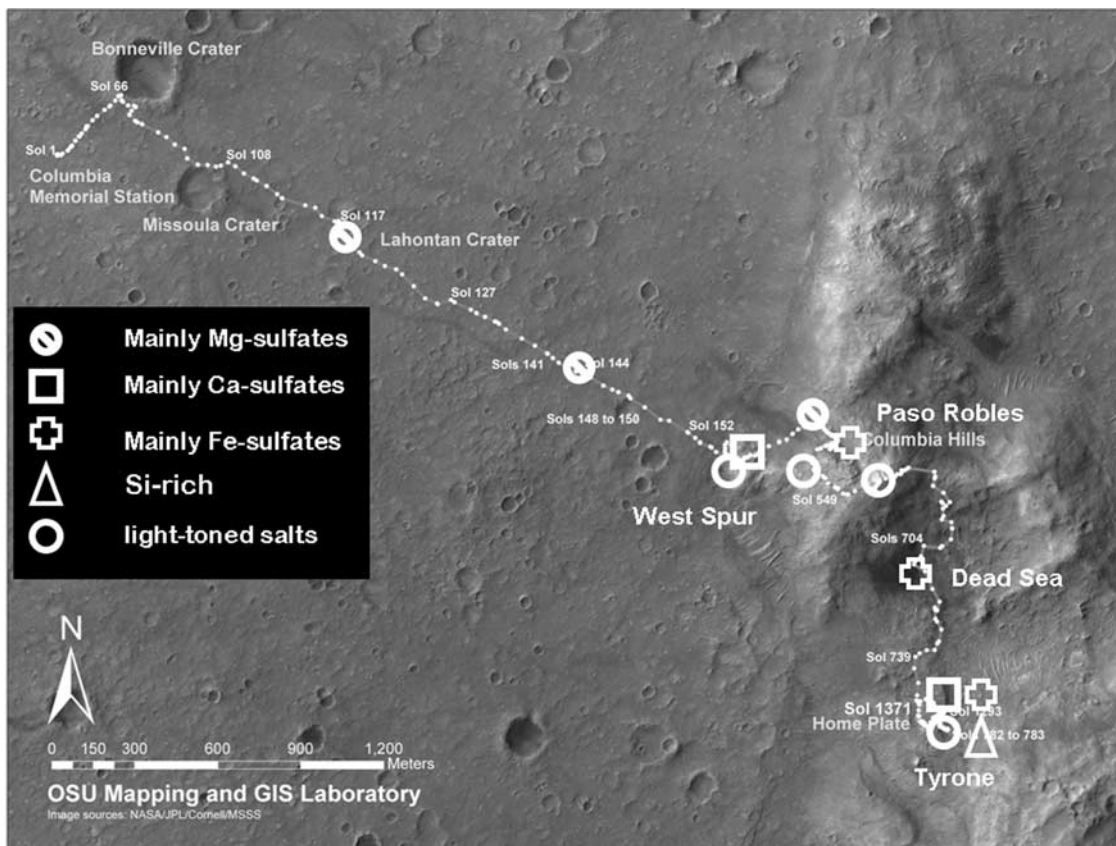 Bonneville Crater
Sol 66
Sol 1
Sol 108
Columbia
Memorial Station
Missoula Crater
Sol 117
Lahontan Crater
Sol 127
Mainly Mg-sulfates
Mainly Ca-sulfates
Mainly Fe-sulfates
Si-rich
light-toned salts
Sols 141
Sol 144
Sols 148 to 150
Sol 152
Paso Robles
Columbia Hills
West Spur
Sol 549
Sols 704
Dead Sea
Sol 739
Sol 1371
Home Plate
to 783
Tyrone
N
0 150 300 600 900 1,200
Meters
OSU Mapping and GIS Laboratory
Image sources: NASA/JPL/Cornell/MSSS